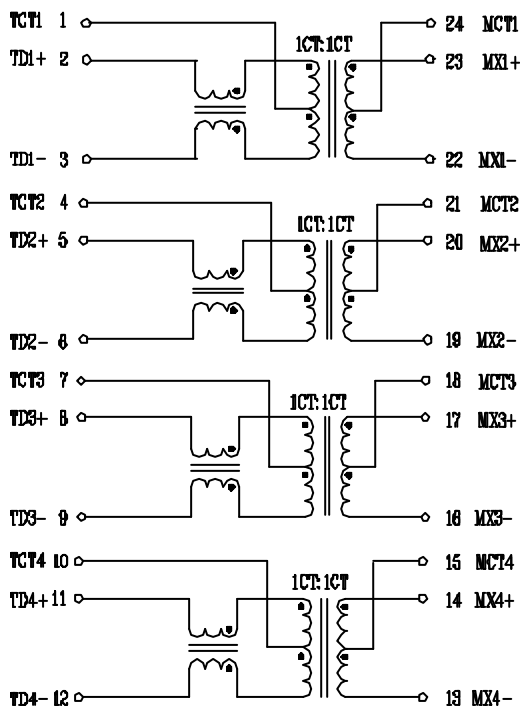 TCT1 1 24 MCT1
1CT:1CT
TD1+ 2 23 MX1+
TD1- 3 22 MX1-
TCT2 4 21 MCT2
1CT:1CT
TD2+ 5 20 MX2+
TD2- 6 19 MX2-
TCT3 7 18 MCT3
1CT:1CT
TD3+ 8 17 MX3+
TD3- 9 16 MX3-
TCT4 10 15 MCT4
1CT:1CT
TD4+ 11 14 MX4+
TD4- 12 13 MX4-